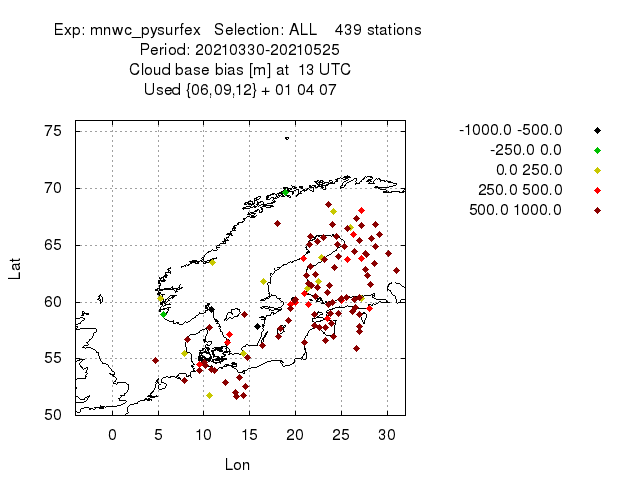 Exp: mnwc_pysurfex   Selection: ALL    439 stations
Period: 20210330-20210525
Cloud base bias [m] at  13 UTC
Used {06,09,12} + 01 04 07
-1000.0 -500.0
-250.0 0.0
0.0 250.0
250.0 500.0
500.0 1000.0
75
70
65
60
55
50
Lat
0 5 10 15 20 25 30
Lon